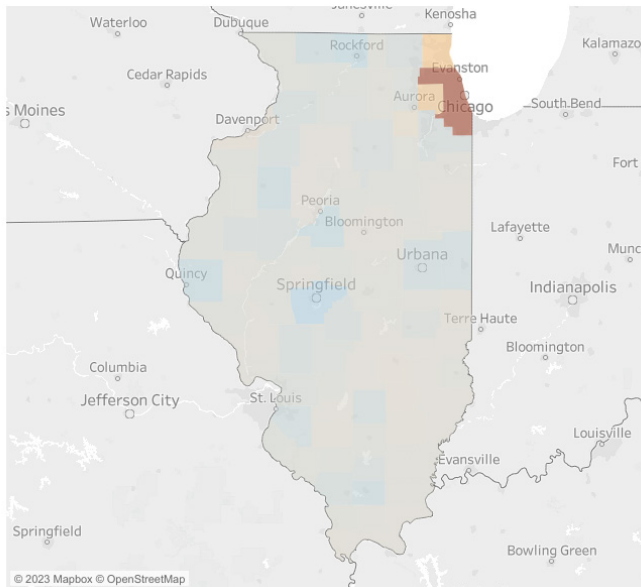 Janesville
Kenosha
Waterloo
Dubuque
Rockford
Kalamazo
Evanston
Cedar Rapids
Aurora
Chicago
South Bend
s Moines
Davenport
Fort
Peoria
Bloomington
Lafayette
Urbana
Munc
Quincy
Springfield
Indianapolis
Terre Haute
Bloomington
Columbia
St. Louis
Jefferson City
Louisville
Evansville
Springfield
Bowling Green
© 2023 Mapbox © OpenStreetMap